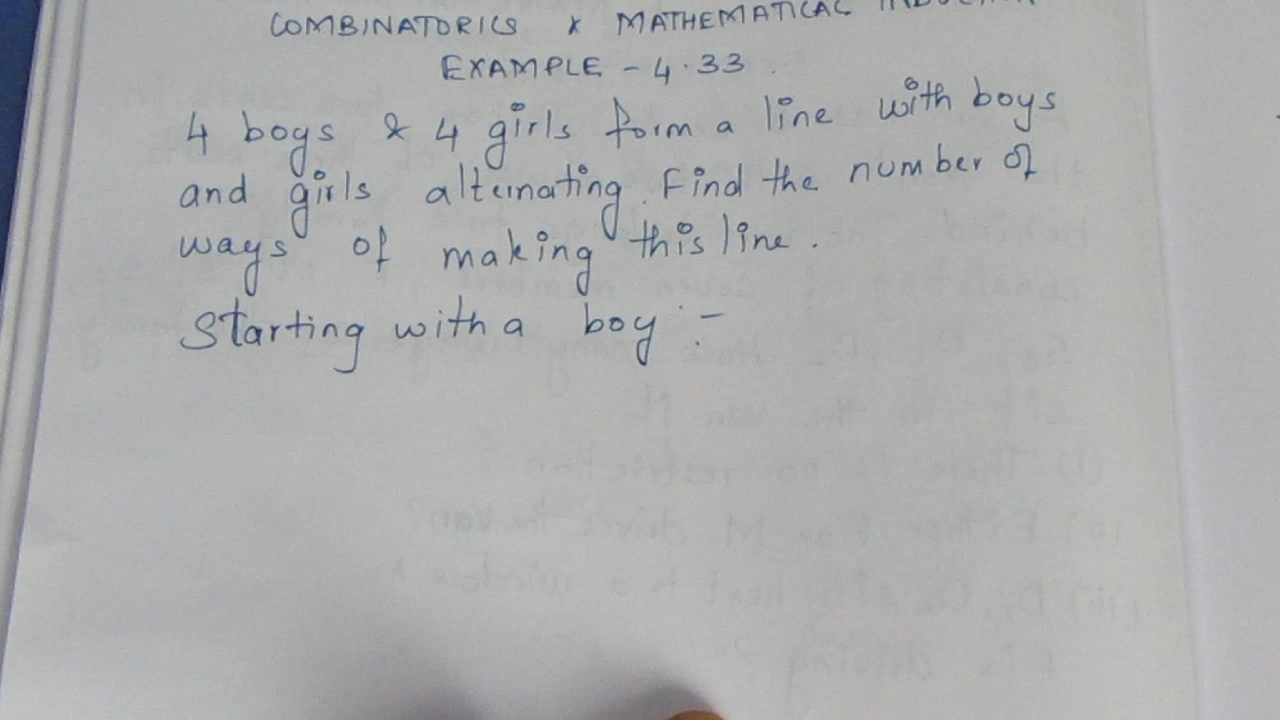 COMBINATORICS & MATHEMATICAL
EXAMPLE - 4.33.
4 boys & 4 girls form a line with boys
and girls alternating. Find the number of
ways of making this line.
Starting with a boy :-